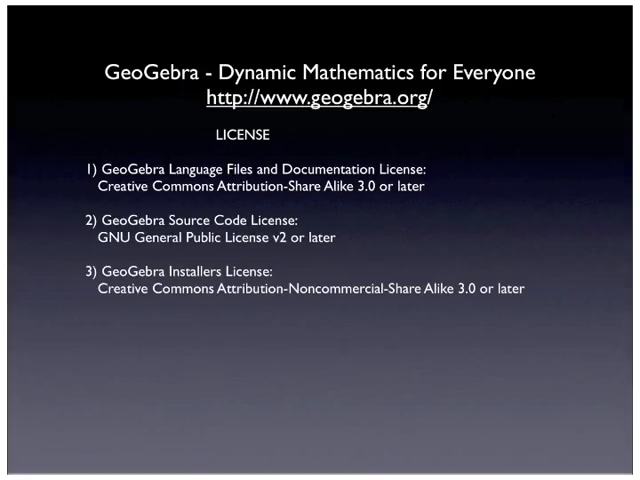 GeoGebra - Dynamic Mathematics for Everyone
http://www.geogebra.org/
LICENSE
1) GeoGebra Language Files and Documentation License:
Creative Commons Attribution-Share Alike 3.0 or later
2) GeoGebra Source Code License:
GNU General Public License v2 or later
3) GeoGebra Installers License:
Creative Commons Attribution-Noncommercial-Share Alike 3.0 or later